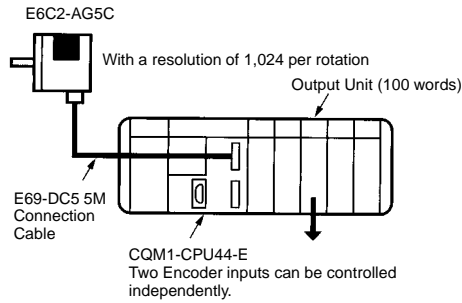 E6C2-AG5C
With a resolution of 1,024 per rotation
Output Unit (100 words)
E69-DC5 5M
Connection
Cable
CQM1-CPU44-E
Two Encoder inputs can be controlled
independently.